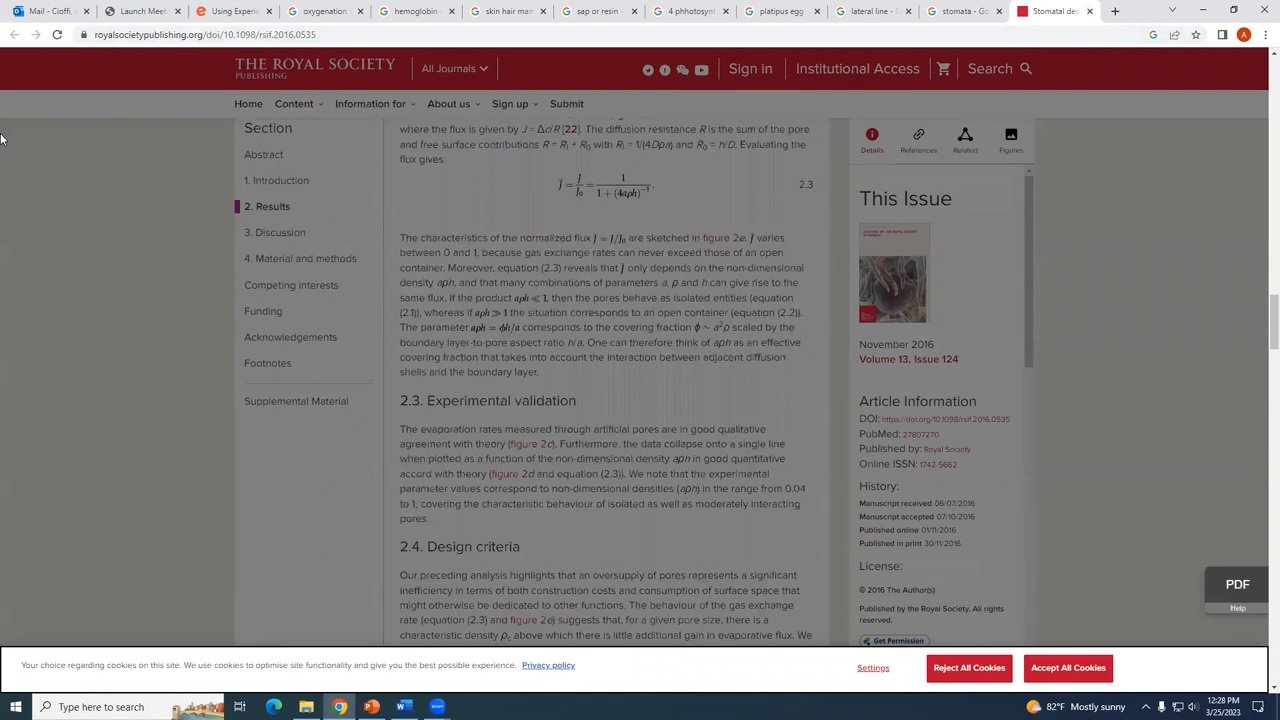 Mail - Cioffi, An
Launch Meet
Using Experi
oxygenation
hemoglobin -
skin hair man
sap or resin -
4 photosynt
platipus egg
lateral line - G
stomata - Go
Stomatal des
royalsocietypublishing.org/doi/10.1098/rsif.2016.0535
A
THE ROYAL SOCIETY
PUBLISHING
All Journals
Sign in
Institutional Access
Search
Home
Content
Information for
About us
Sign up
Submit
Section
Abstract
1. Introduction
2. Results
3. Discussion
4. Material and methods
Competing interests
Funding
Acknowledgements
Footnotes
Supplemental Material
where the flux is given by J = Δc/R [22]. The diffusion resistance R is the sum of the pore
and free surface contributions R = R₁ + R₀ with R₁ = 1/(4Dρa) and R₀ = h/D. Evaluating the
flux gives
J̄ = J/J₀ = 1/(1 + (4aρh)⁻¹). 2.3
The characteristics of the normalized flux J̄ = J/J₀ are sketched in figure 2e. J̄ varies
between 0 and 1, because gas exchange rates can never exceed those of an open
container. Moreover, equation (2.3) reveals that J̄ only depends on the non-dimensional
density aρh, and that many combinations of parameters a, ρ and h can give rise to the
same flux. If the product aρh ≪ 1, then the pores behave as isolated entities (equation
(2.1)), whereas if aρh ≫ 1 the situation corresponds to an open container (equation (2.2)).
The parameter aρh = ϕh/a corresponds to the covering fraction ϕ ~ a²ρ scaled by the
boundary layer-to-pore aspect ratio h/a. One can therefore think of aρh as an effective
covering fraction that takes into account the interaction between adjacent diffusion
shells and the boundary layer.
2.3. Experimental validation
The evaporation rates measured through artificial pores are in good qualitative
agreement with theory (figure 2c). Furthermore, the data collapse onto a single line
when plotted as a function of the non-dimensional density aρh in good quantitative
accord with theory (figure 2d and equation (2.3)). We note that the experimental
parameter values correspond to non-dimensional densities (aρh) in the range from 0.04
to 1, covering the characteristic behaviour of isolated as well as moderately interacting
pores.
2.4. Design criteria
Our preceding analysis highlights that an oversupply of pores represents a significant
inefficiency in terms of both construction costs and consumption of surface space that
might otherwise be dedicated to other functions. The behaviour of the gas exchange
rate (equation (2.3) and figure 2e) suggests that, for a given pore size, there is a
characteristic density ρc above which there is little additional gain in evaporative flux. We
Details
References
Related
Figures
This Issue
November 2016
Volume 13, Issue 124
Article Information
DOI: https://doi.org/10.1098/rsif.2016.0535
PubMed: 27807270
Published by: Royal Society
Online ISSN: 1742-5662
History:
Manuscript received 06/07/2016
Manuscript accepted 07/10/2016
Published online 01/11/2016
Published in print 30/11/2016
License:
© 2016 The Author(s)
Published by the Royal Society. All rights
reserved.
Get Permission
PDF
Help
Your choice regarding cookies on this site. We use cookies to optimise site functionality and give you the best possible experience. Privacy policy
Settings
Reject All Cookies
Accept All Cookies
Type here to search
82°F Mostly sunny
12:28 PM
3/25/2023